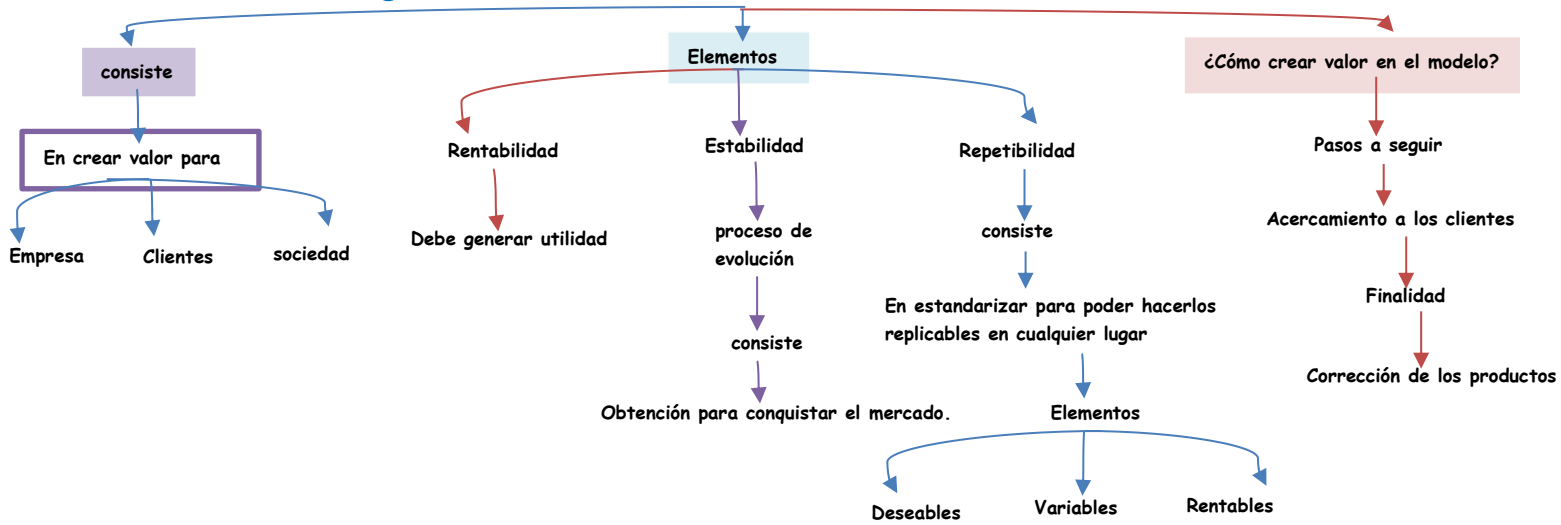 consiste
Elementos
¿Cómo crear valor en el modelo?
En crear valor para
Empresa
Clientes
sociedad
Rentabilidad
Debe generar utilidad
Estabilidad
proceso de
evolución
consiste
Obtención para conquistar el mercado.
Repetibilidad
consiste
En estandarizar para poder hacerlos
replicables en cualquier lugar
Elementos
Deseables
Variables
Rentables
Pasos a seguir
Acercamiento a los clientes
Finalidad
Corrección de los productos